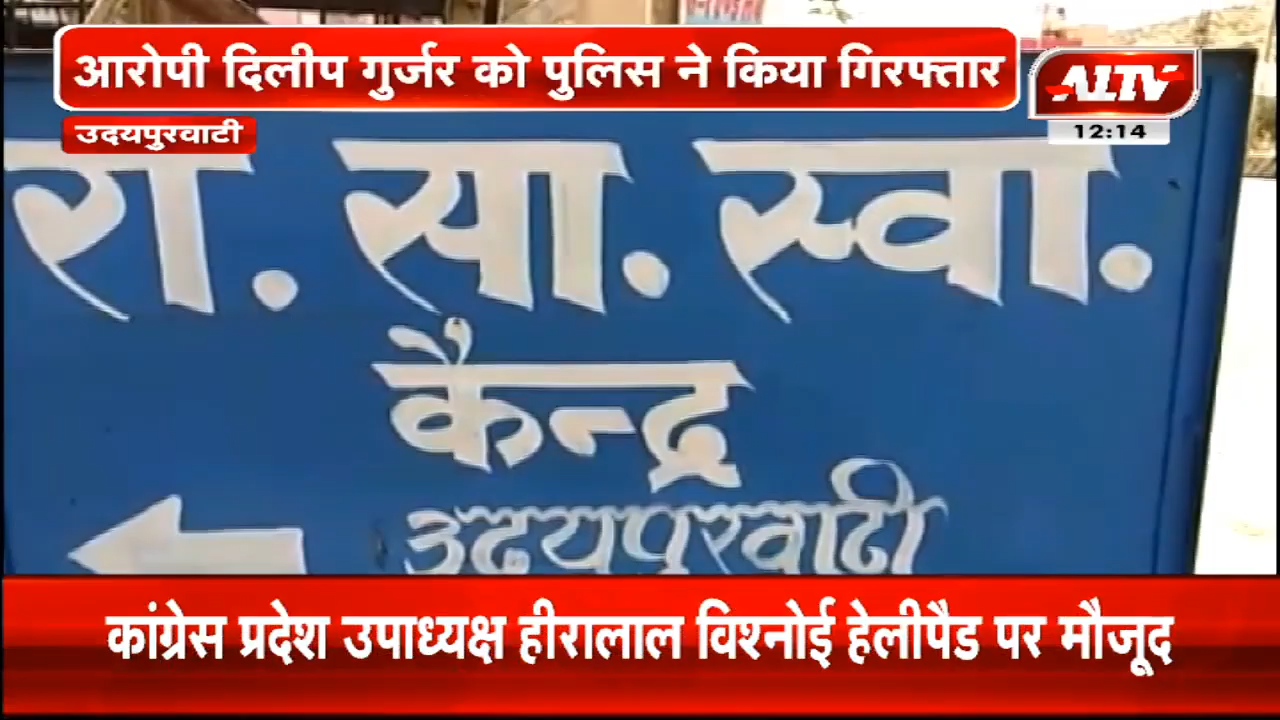 आरोपी दिलीप गुर्जर को पुलिस ने किया गिरफ्तार
ALTV
12:14
उदयपुरवाटी
रा. सा. स्वा.
कैन्द्र
उदयपुरवाटी
कांग्रेस प्रदेश उपाध्यक्ष हीरालाल विश्नोई हेलीपैड पर मौजूद